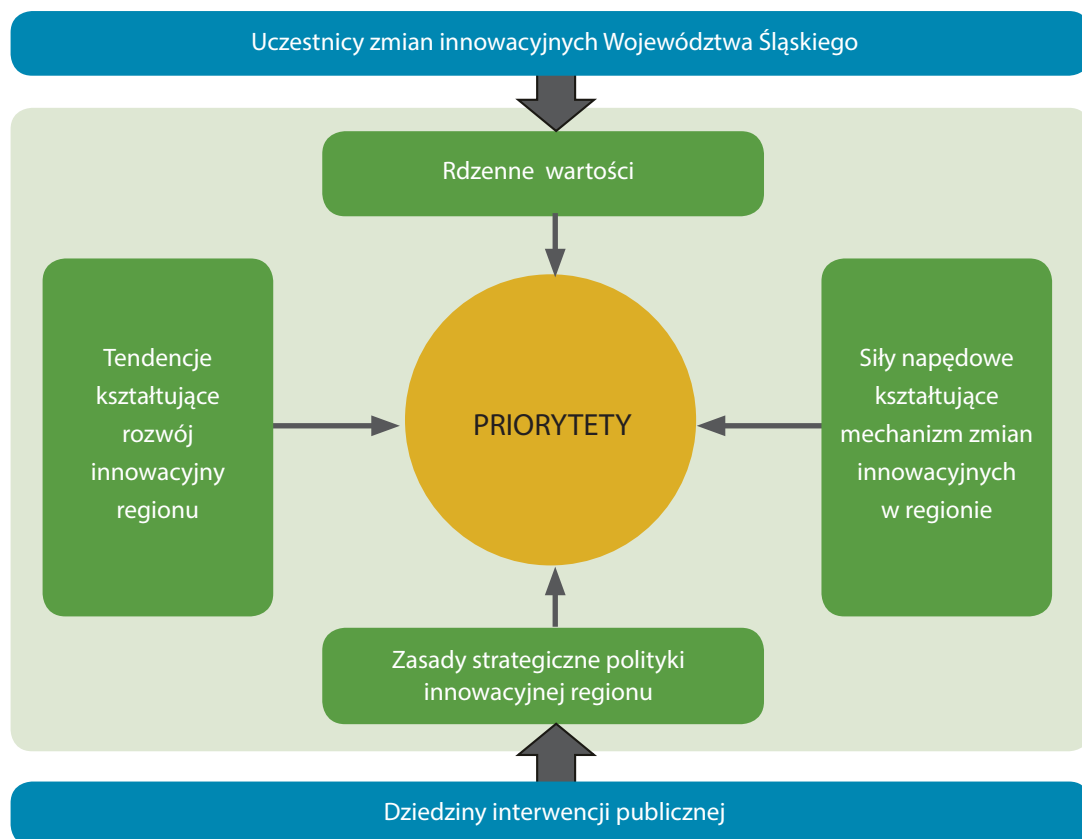 Uczestnicy zmian innowacyjnych Województwa Śląskiego
Rdzenne wartości
Tendencje
kształtujące
rozwój
innowacyjny
regionu
PRIORYTETY
Siły napędowe
kształtujące
mechanizm zmian
innowacyjnych
w regionie
Zasady strategiczne polityki
innowacyjnej regionu
Dziedziny interwencji publicznej